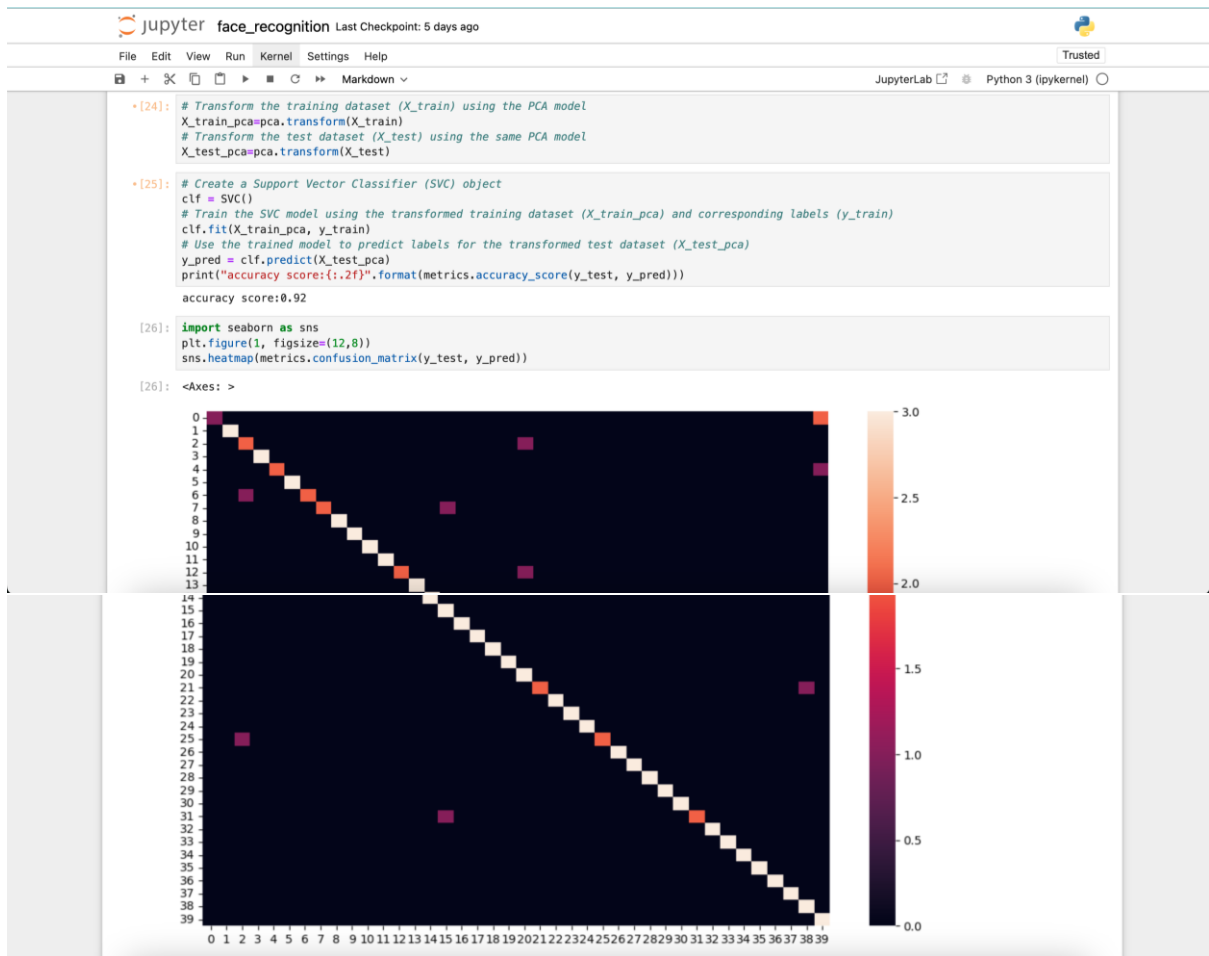 jupyter face_recognition Last Checkpoint: 5 days ago
File Edit View Run Kernel Settings Help Trusted
Markdown JupyterLab Python 3 (ipykernel)
•[24]: # Transform the training dataset (X_train) using the PCA model
X_train_pca=pca.transform(X_train)
# Transform the test dataset (X_test) using the same PCA model
X_test_pca=pca.transform(X_test)
•[25]: # Create a Support Vector Classifier (SVC) object
clf = SVC()
# Train the SVC model using the transformed training dataset (X_train_pca) and corresponding labels (y_train)
clf.fit(X_train_pca, y_train)
# Use the trained model to predict labels for the transformed test dataset (X_test_pca)
y_pred = clf.predict(X_test_pca)
print("accuracy score:{:.2f}".format(metrics.accuracy_score(y_test, y_pred)))
accuracy score:0.92
[26]: import seaborn as sns
plt.figure(1, figsize=(12,8))
sns.heatmap(metrics.confusion_matrix(y_test, y_pred))
[26]: <Axes: >
0
1
2
3
4
5
6
7
8
9
10
11
12
13
14
15
16
17
18
19
20
21
22
23
24
25
26
27
28
29
30
31
32
33
34
35
36
37
38
39
0 1 2 3 4 5 6 7 8 9 10 11 12 13 14 15 16 17 18 19 20 21 22 23 24 25 26 27 28 29 30 31 32 33 34 35 36 37 38 39
3.0
2.5
2.0
1.5
1.0
0.5
0.0